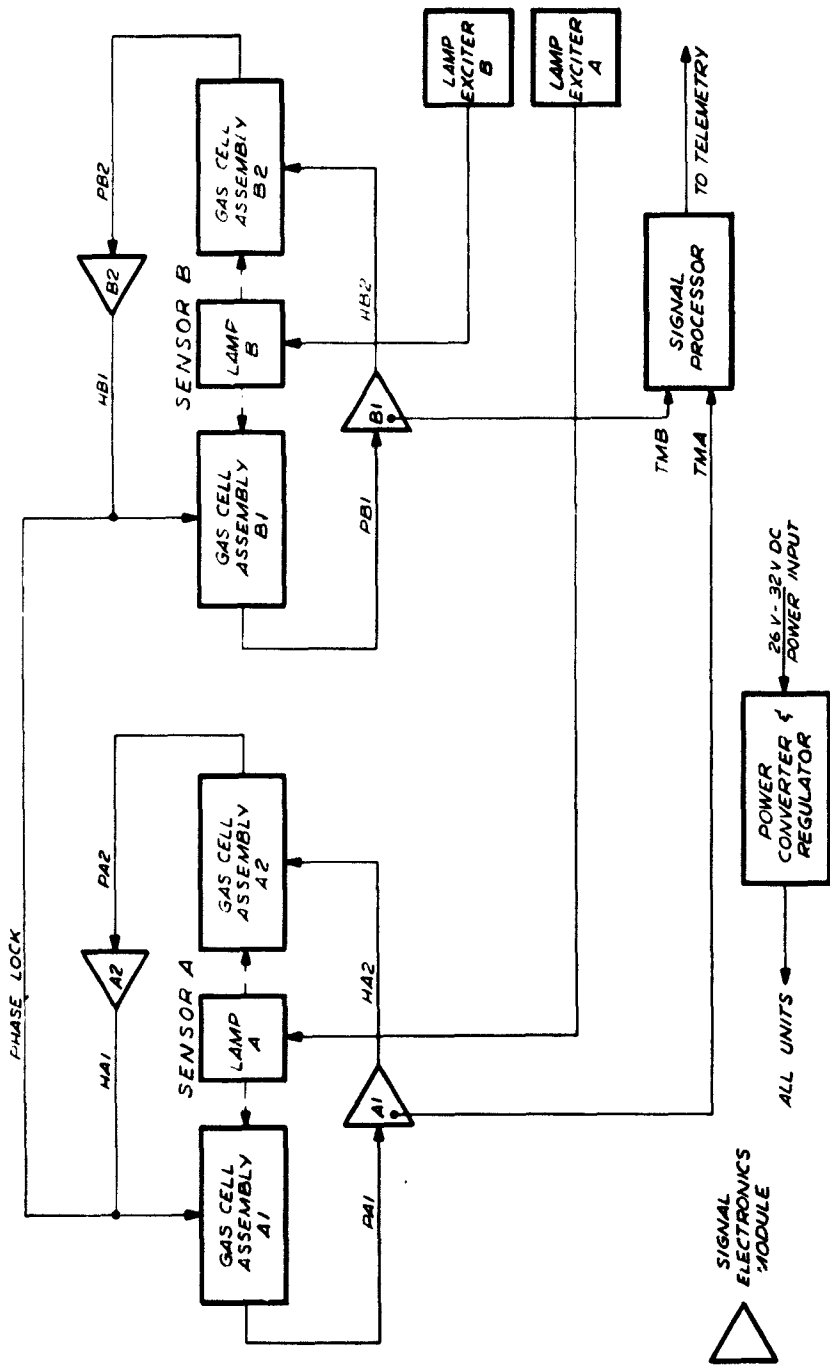 PHASE LOCK
HA1
A2
PA2
HB1
B2
PB2
SENSOR A
SENSOR B
GAS CELL
ASSEMBLY
A1
LAMP
A
GAS CELL
ASSEMBLY
A2
GAS CELL
ASSEMBLY
B1
LAMP
B
GAS CELL
ASSEMBLY
B2
PA1
A1
HA2
PB1
B1
HB2
LAMP
EXCITER
B
LAMP
EXCITER
A
TMB
TMA
SIGNAL
PROCESSOR
TO TELEMETRY
SIGNAL
ELECTRONICS
MODULE
ALL UNITS
POWER
CONVERTER &
REGULATOR
26 V - 32 V DC
POWER INPUT